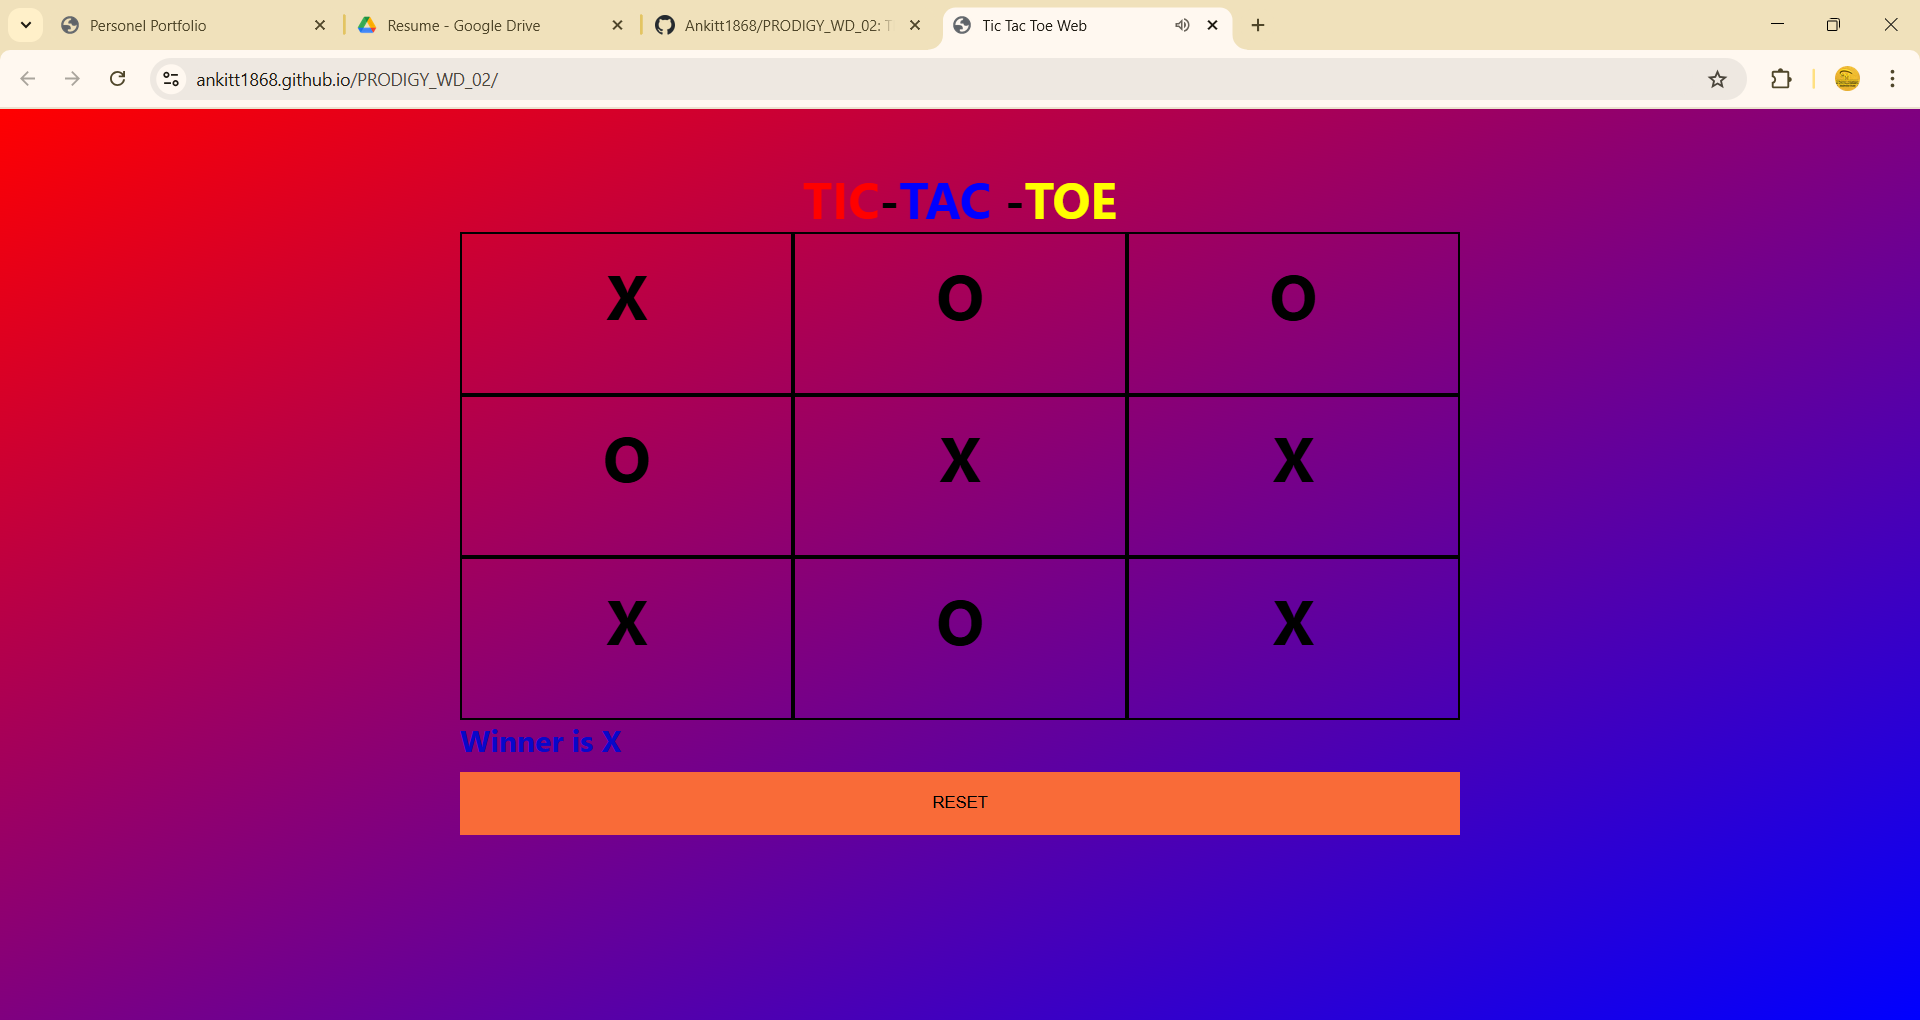 Personel Portfolio
Resume - Google Drive
Ankitt1868/PRODIGY_WD_02: T
Tic Tac Toe Web
ankitt1868.github.io/PRODIGY_WD_02/
TIC-TAC -TOE
X O O
O X X
X O X
Winner is X
RESET